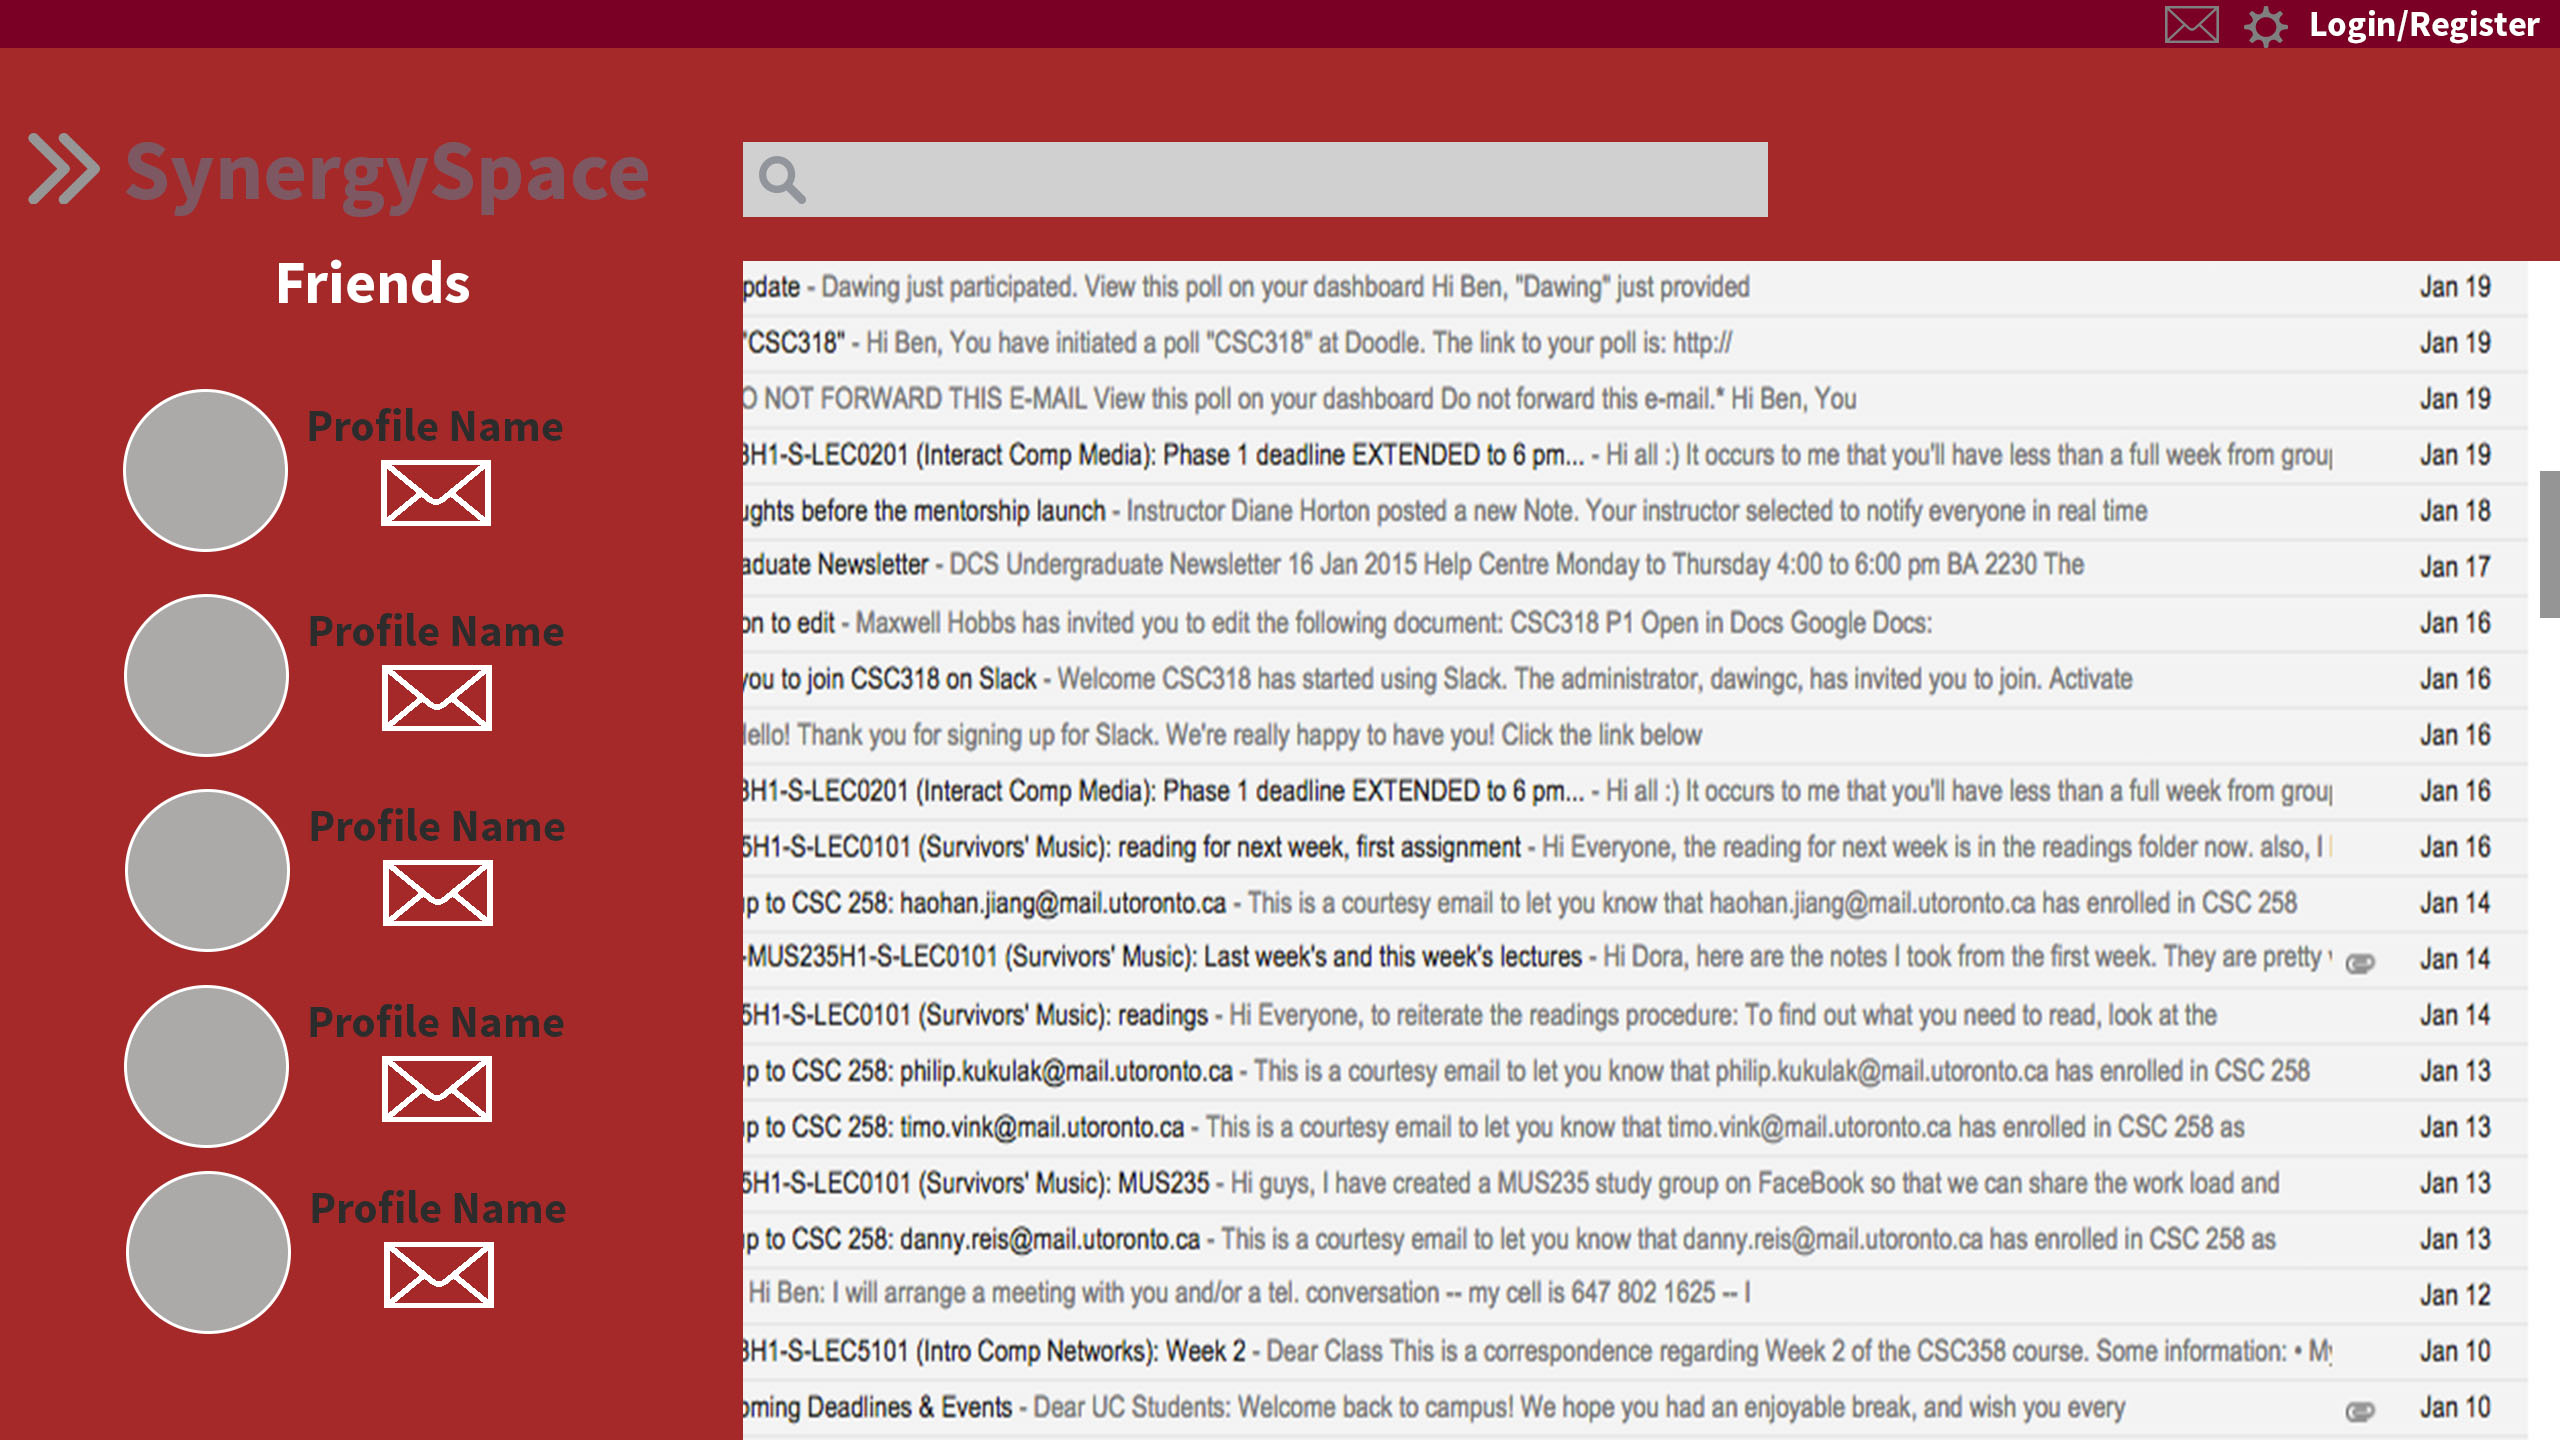 Login/Register
SynergySpace
Friends
Profile Name
Profile Name
Profile Name
Profile Name
Profile Name
pdate - Dawing just participated. View this poll on your dashboard Hi Ben, "Dawing" just provided Jan 19
"CSC318" - Hi Ben, You have initiated a poll "CSC318" at Doodle. The link to your poll is: http:// Jan 19
O NOT FORWARD THIS E-MAIL View this poll on your dashboard Do not forward this e-mail.* Hi Ben, You Jan 19
3H1-S-LEC0201 (Interact Comp Media): Phase 1 deadline EXTENDED to 6 pm... - Hi all :) It occurs to me that you'll have less than a full week from group Jan 19
ughts before the mentorship launch - Instructor Diane Horton posted a new Note. Your instructor selected to notify everyone in real time Jan 18
aduate Newsletter - DCS Undergraduate Newsletter 16 Jan 2015 Help Centre Monday to Thursday 4:00 to 6:00 pm BA 2230 The Jan 17
on to edit - Maxwell Hobbs has invited you to edit the following document: CSC318 P1 Open in Docs Google Docs: Jan 16
you to join CSC318 on Slack - Welcome CSC318 has started using Slack. The administrator, dawingc, has invited you to join. Activate Jan 16
ello! Thank you for signing up for Slack. We're really happy to have you! Click the link below Jan 16
3H1-S-LEC0201 (Interact Comp Media): Phase 1 deadline EXTENDED to 6 pm... - Hi all :) It occurs to me that you'll have less than a full week from group Jan 16
5H1-S-LEC0101 (Survivors' Music): reading for next week, first assignment - Hi Everyone, the reading for next week is in the readings folder now. also, I Jan 16
up to CSC 258: haohan.jiang@mail.utoronto.ca - This is a courtesy email to let you know that haohan.jiang@mail.utoronto.ca has enrolled in CSC 258 Jan 14
-MUS235H1-S-LEC0101 (Survivors' Music): Last week's and this week's lectures - Hi Dora, here are the notes I took from the first week. They are pretty Jan 14
5H1-S-LEC0101 (Survivors' Music): readings - Hi Everyone, to reiterate the readings procedure: To find out what you need to read, look at the Jan 14
up to CSC 258: philip.kukulak@mail.utoronto.ca - This is a courtesy email to let you know that philip.kukulak@mail.utoronto.ca has enrolled in CSC 258 Jan 13
up to CSC 258: timo.vink@mail.utoronto.ca - This is a courtesy email to let you know that timo.vink@mail.utoronto.ca has enrolled in CSC 258 as Jan 13
5H1-S-LEC0101 (Survivors' Music): MUS235 - Hi guys, I have created a MUS235 study group on FaceBook so that we can share the work load and Jan 13
up to CSC 258: danny.reis@mail.utoronto.ca - This is a courtesy email to let you know that danny.reis@mail.utoronto.ca has enrolled in CSC 258 as Jan 13
Hi Ben: I will arrange a meeting with you and/or a tel. conversation -- my cell is 647 802 1625 -- I Jan 12
3H1-S-LEC5101 (Intro Comp Networks): Week 2 - Dear Class This is a correspondence regarding Week 2 of the CSC358 course. Some information: • My Jan 10
oming Deadlines & Events - Dear UC Students: Welcome back to campus! We hope you had an enjoyable break, and wish you every Jan 10